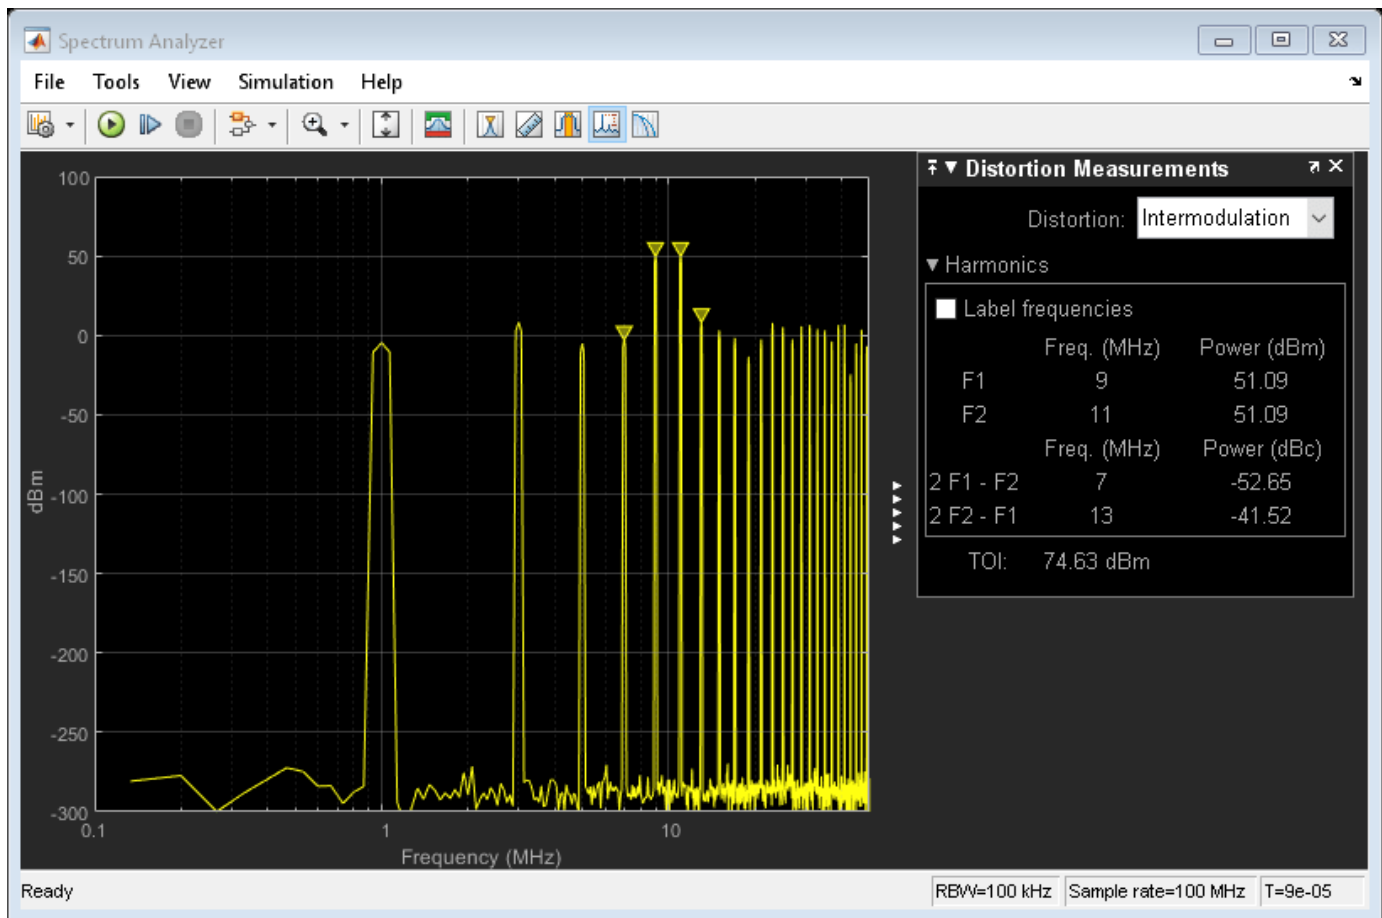 Spectrum Analyzer
File Tools View Simulation Help
Distortion Measurements
Distortion: Intermodulation
Harmonics
Label frequencies
Freq. (MHz) Power (dBm)
F1 9 51.09
F2 11 51.09
Freq. (MHz) Power (dBc)
2 F1 - F2 7 -52.65
2 F2 - F1 13 -41.52
TOI: 74.63 dBm
100
50
0
-50
-100
-150
-200
-250
-300
dBm
0.1 1 10
Frequency (MHz)
Ready RBW=100 kHz Sample rate=100 MHz T=9e-05